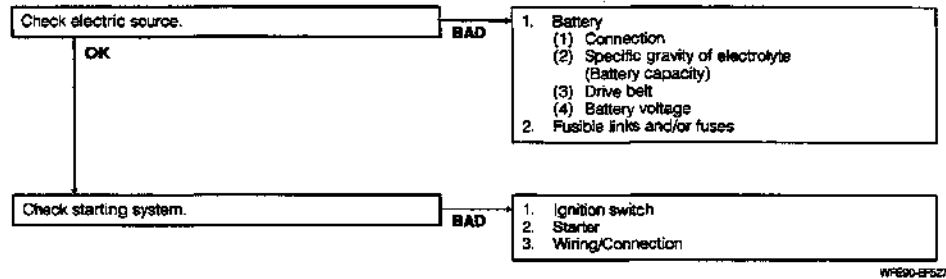 Check electric source.
BAD
1. Battery
(1) Connection
(2) Specific gravity of electrolyte
(Battery capacity)
(3) Drive belt
(4) Battery voltage
2. Fusible links and/or fuses
OK
Check starting system.
BAD
1. Ignition switch
2. Starter
3. Wiring/Connection